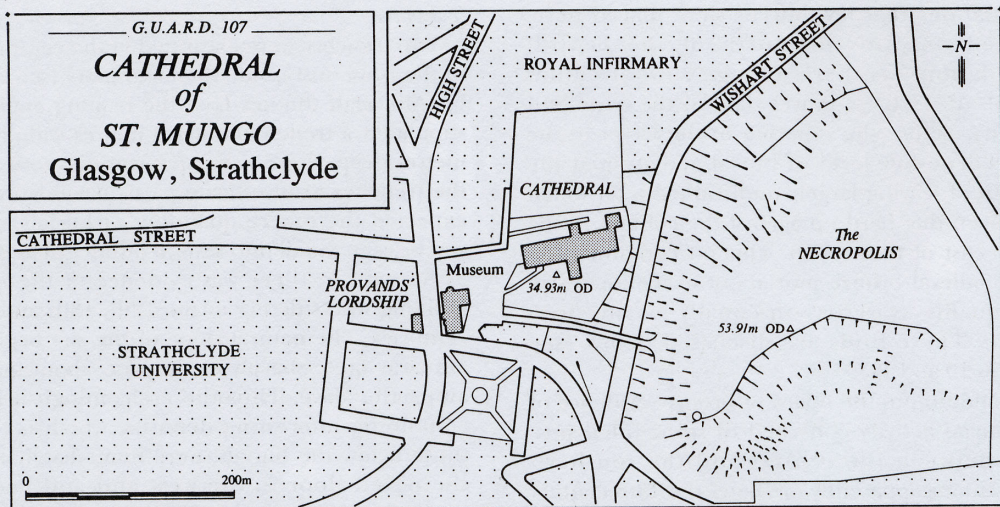 G.U.A.R.D. 107
CATHEDRAL
of
ST. MUNGO
Glasgow, Strathclyde
HIGH STREET
ROYAL INFIRMARY
WISHART STREET
-N-
CATHEDRAL
The
NECROPOLIS
CATHEDRAL STREET
Museum
PROVANDS'
LORDSHIP
34.93m OD
53.91m OD
STRATHCLYDE
UNIVERSITY
0 200m